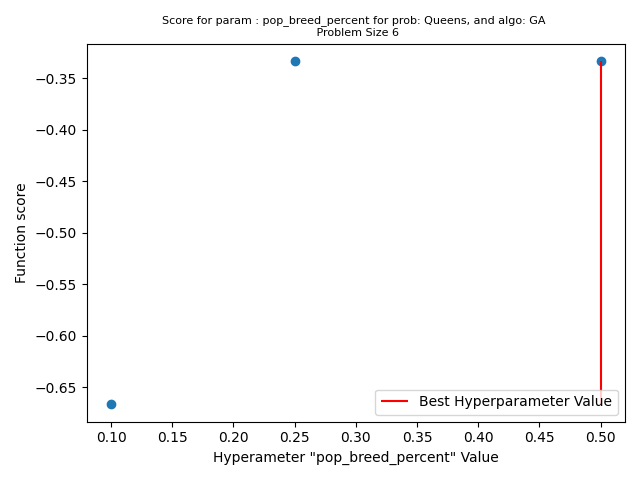 Score for param : pop_breed_percent for prob: Queens, and algo: GA
Problem Size 6
Function score
−0.35
−0.40
−0.45
−0.50
−0.55
−0.60
−0.65
Best Hyperparameter Value
0.10 0.15 0.20 0.25 0.30 0.35 0.40 0.45 0.50
Hyperameter "pop_breed_percent" Value